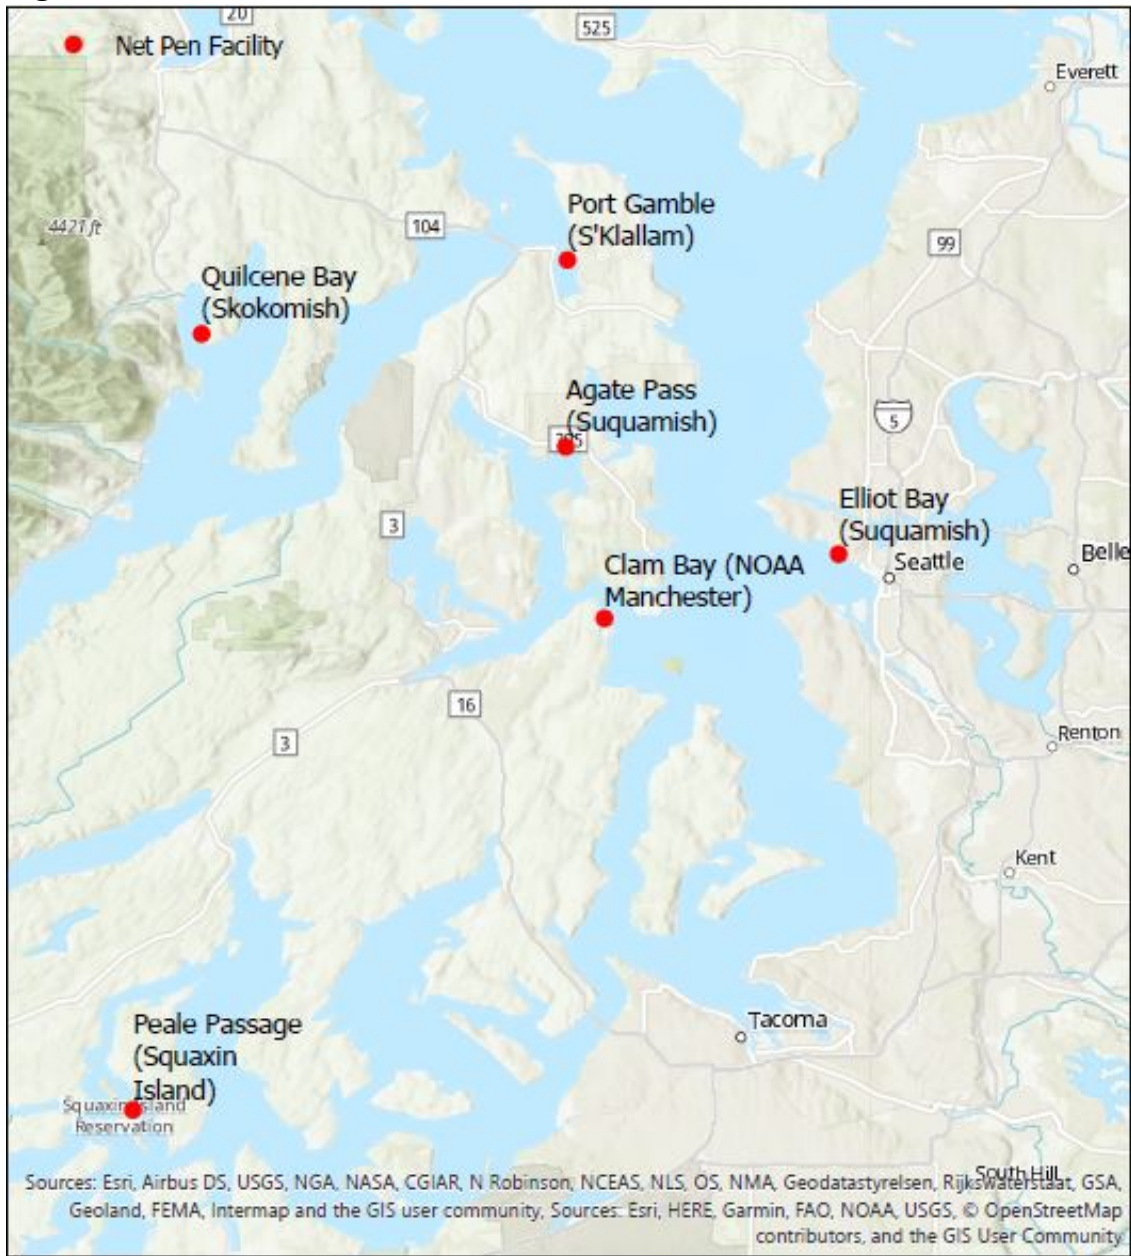 20
525
Net Pen Facility
Everett
Port Gamble
(S'Klallam)
4421 ft
104
99
Quilcene Bay
(Skokomish)
Agate Pass
(Suquamish)
5
Elliot Bay
(Suquamish)
3
Belle
Clam Bay (NOAA
Manchester)
Seattle
16
Renton
3
Kent
Peale Passage
(Squaxin
Island)
Tacoma
Squaxin Island
Reservation
South Hill
Sources: Esri, Airbus DS, USGS, NGA, NASA, CGIAR, N Robinson, NCEAS, NLS, OS, NMA, Geodatastyrelsen, Rijkswaterstaat, GSA,
Geoland, FEMA, Intermap and the GIS user community, Sources: Esri, HERE, Garmin, FAO, NOAA, USGS, © OpenStreetMap
contributors, and the GIS User Community